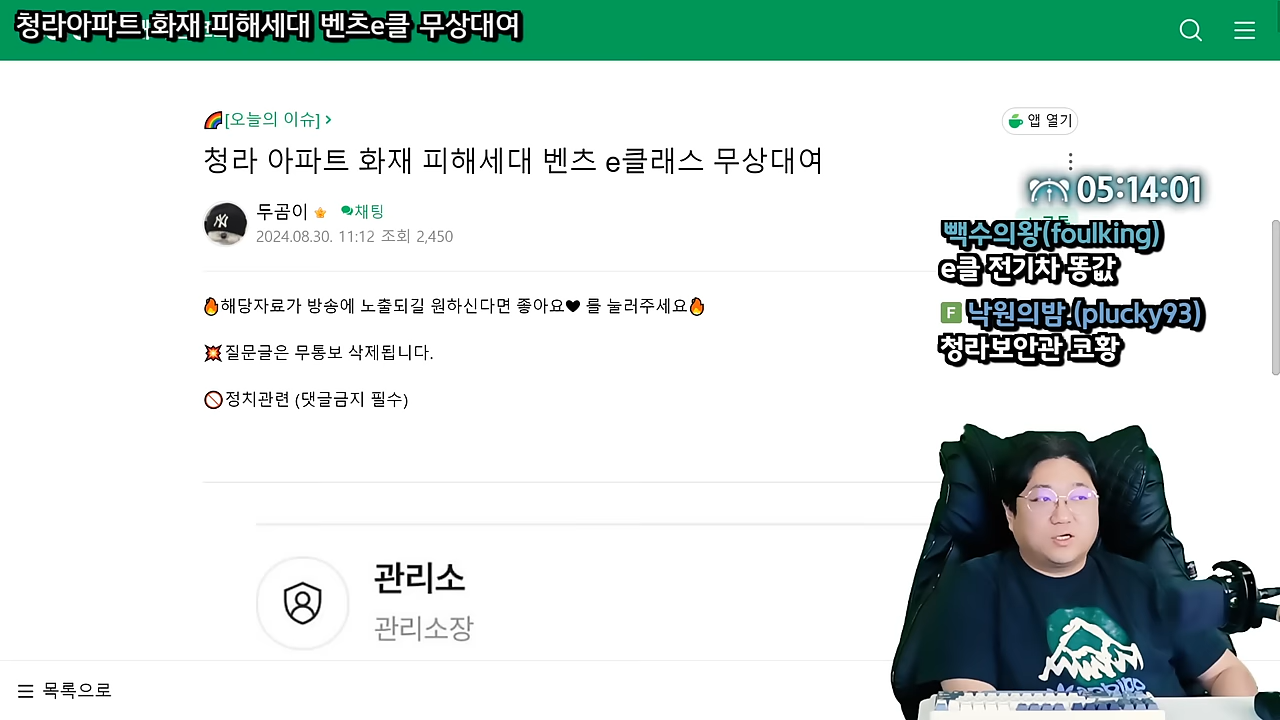 청라아파트 화재 피해세대 벤츠e클 무상대여
[오늘의 이슈] >
앱 열기
청라 아파트 화재 피해세대 벤츠 e클래스 무상대여
05:14:01
두곰이
채팅
2024.08.30. 11:12 조회 2,450
빽수의왕(foulking)
e클 전기차 똥값
F 낙원의밤.(plucky93)
청라보안관 코황
🔥해당자료가 방송에 노출되길 원하신다면 좋아요🖤 를 눌러주세요🔥
💥질문글은 무통보 삭제됩니다.
🚫정치관련 (댓글금지 필수)
관리소
관리소장
목록으로